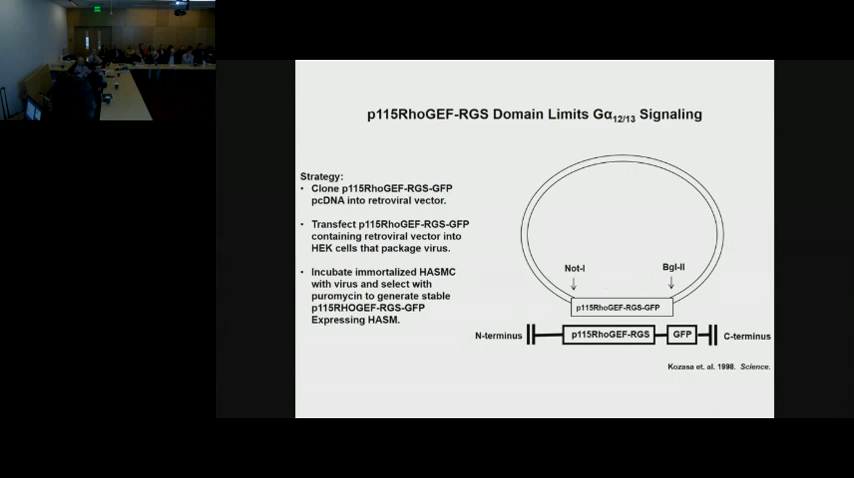 p115RhoGEF-RGS Domain Limits Gα12/13 Signaling
Strategy:
• Clone p115RhoGEF-RGS-GFP
pcDNA into retroviral vector.
• Transfect p115RhoGEF-RGS-GFP
containing retroviral vector into
HEK cells that package virus.
• Incubate immortalized HASMC
with virus and select with
puromycin to generate stable
p115RHOGEF-RGS-GFP
Expressing HASM.
Not-I
Bgl-II
p115RhoGEF-RGS-GFP
N-terminus
p115RhoGEF-RGS
GFP
C-terminus
Kozasa et. al. 1998. Science.